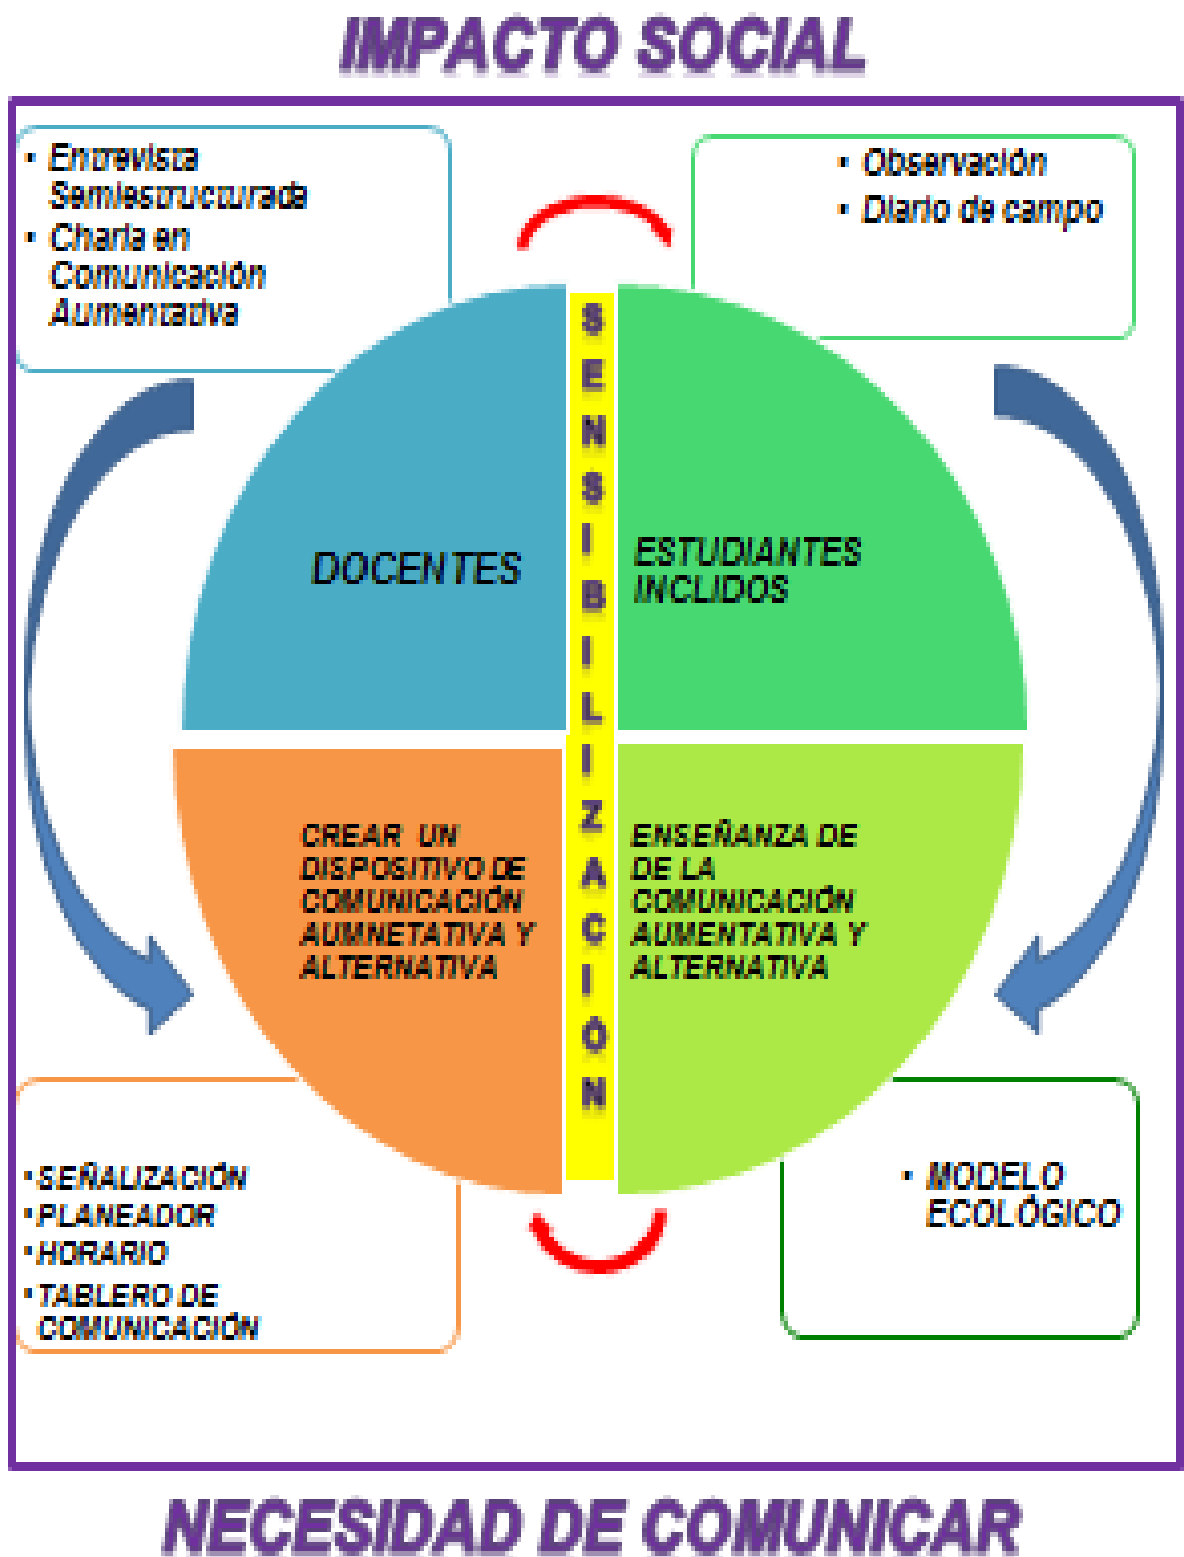 IMPACTO SOCIAL
• Entrevista
Semiestructurada
• Charla en
Comunicación
Aumentativa
• Observación
• Diario de campo
DOCENTES
ESTUDIANTES
INCLIDOS
SENSIBILIZACIÓN
CREAR UN
DISPOSITIVO DE
COMUNICACIÓN
AUMNETATIVA Y
ALTERNATIVA
ENSEÑANZA DE
DE LA
COMUNICACIÓN
AUMENTATIVA Y
ALTERNATIVA
• SEÑALIZACIÓN
• PLANEADOR
• HORARIO
• TABLERO DE
COMUNICACIÓN
• MODELO
ECOLÓGICO
NECESIDAD DE COMUNICAR